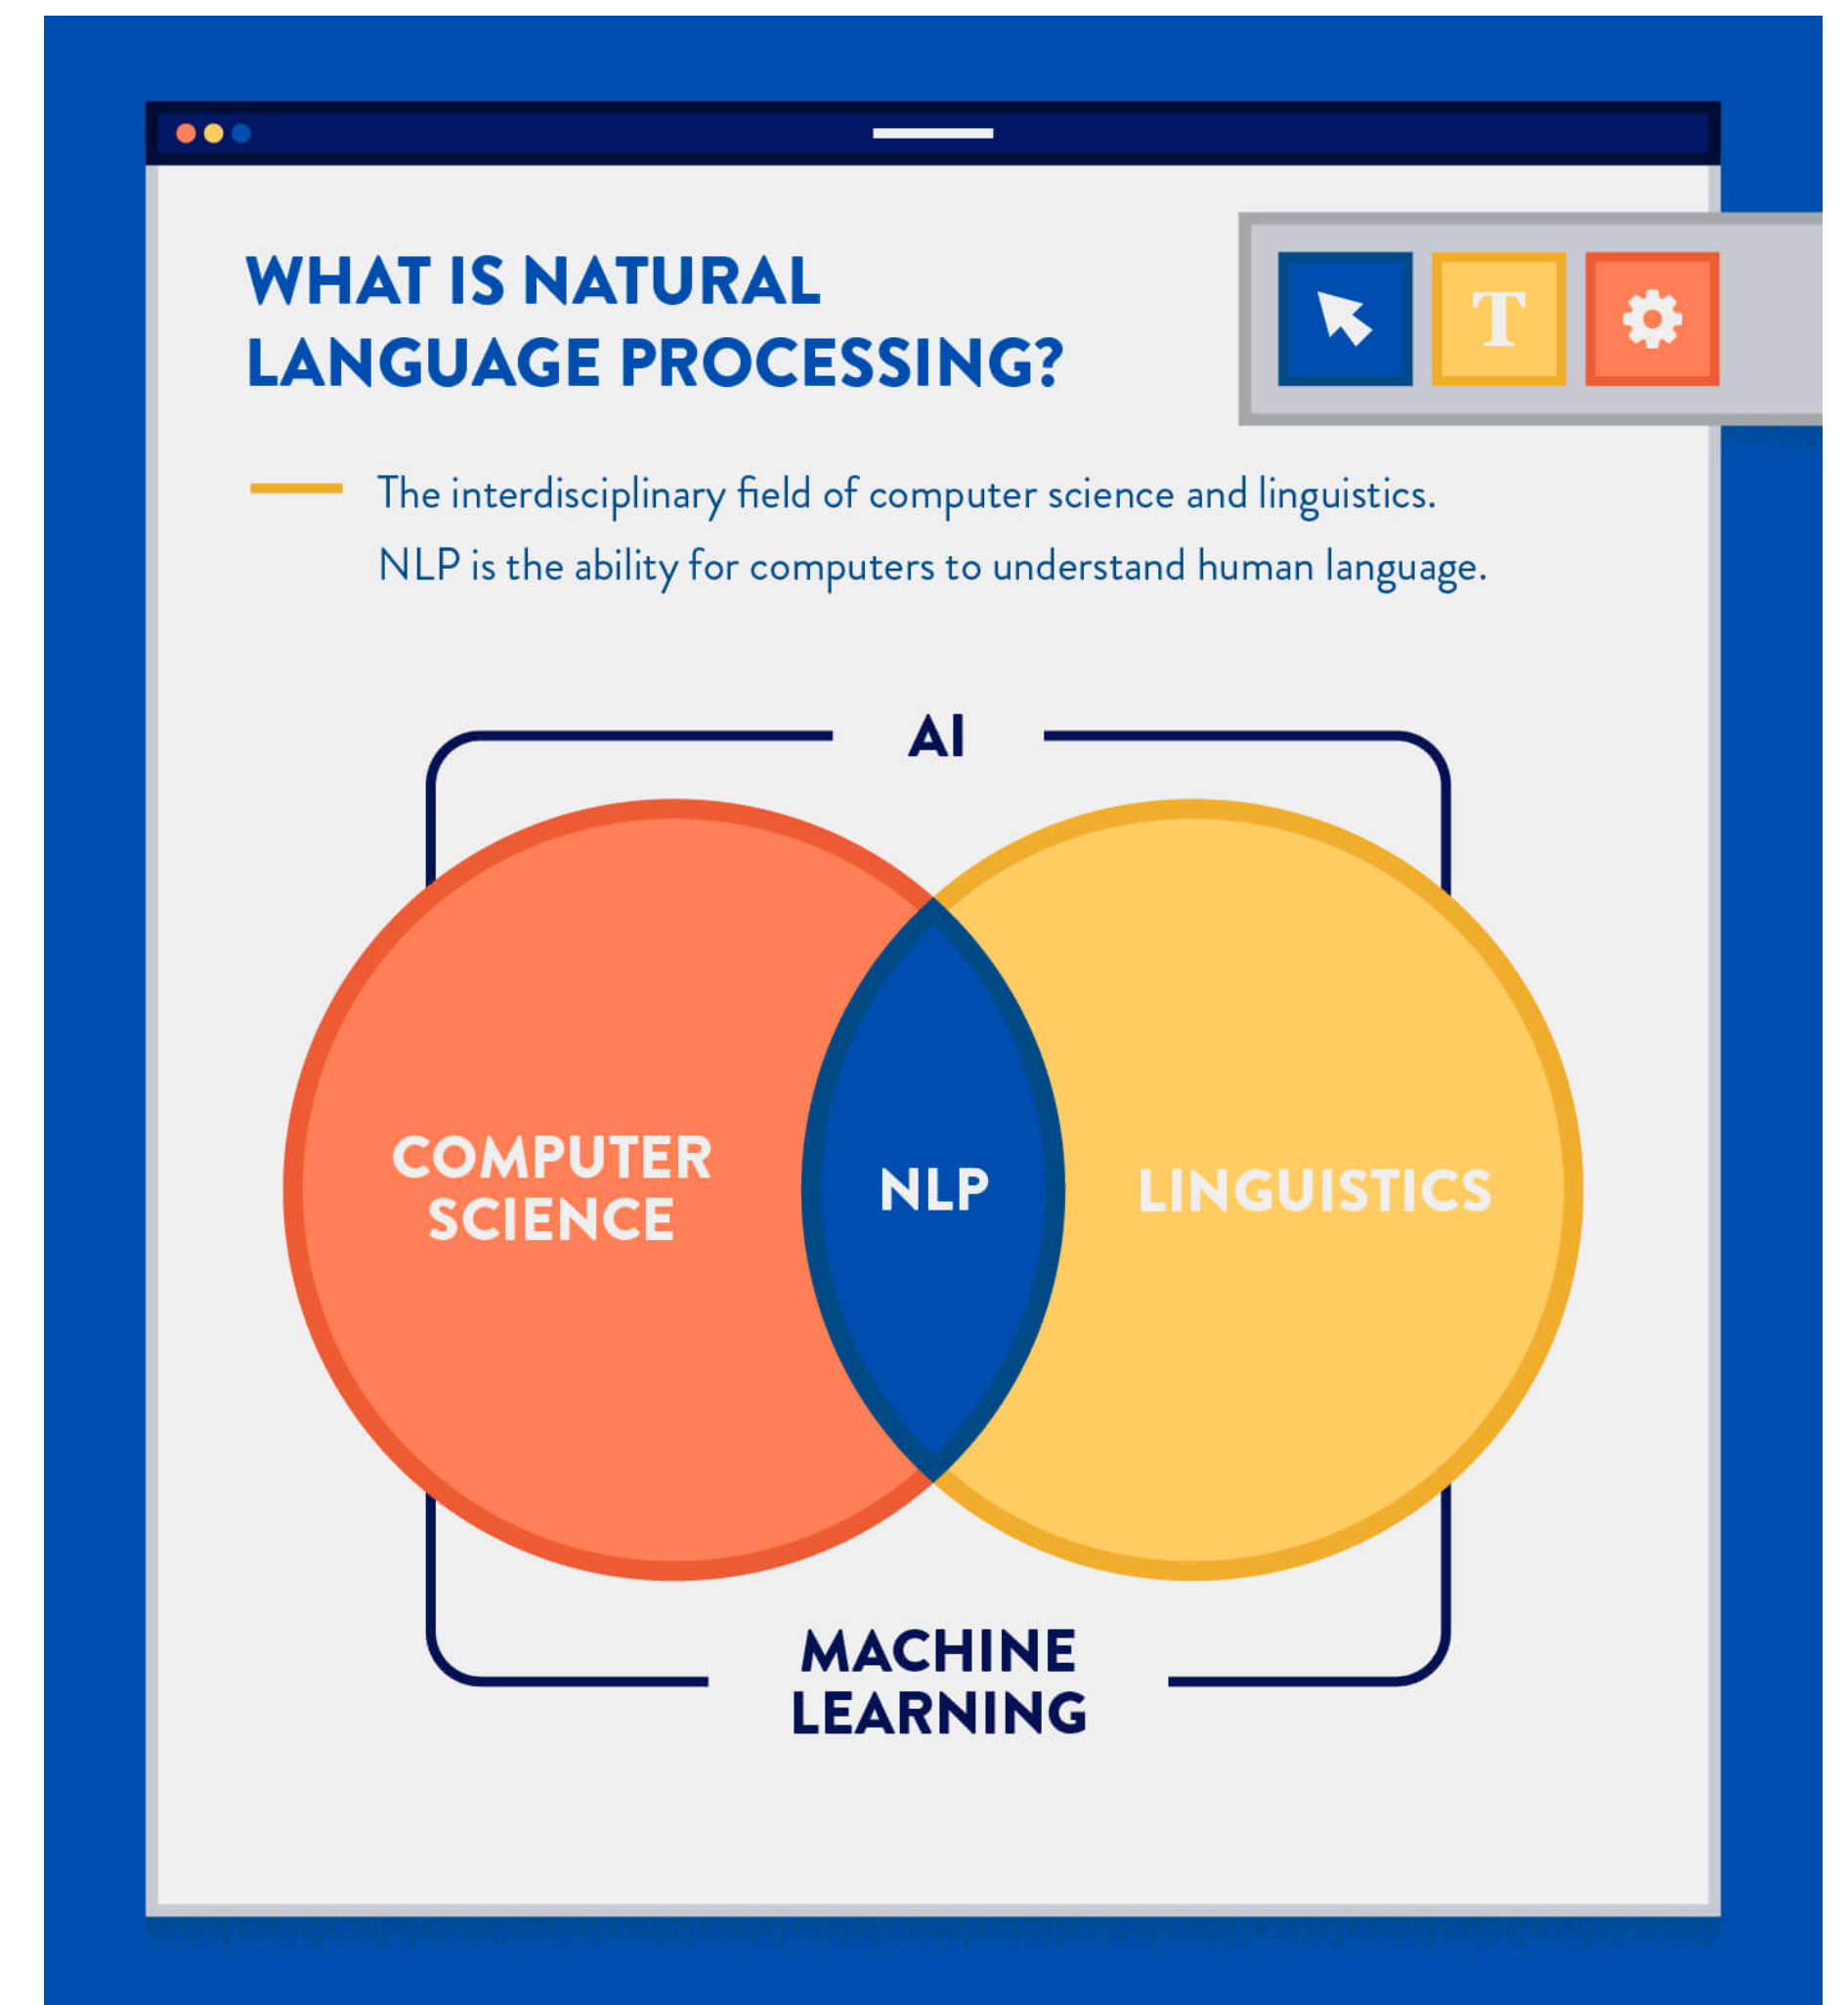 WHAT IS NATURAL
LANGUAGE PROCESSING?
T
The interdisciplinary field of computer science and linguistics.
NLP is the ability for computers to understand human language.
AI
COMPUTER
SCIENCE
NLP
LINGUISTICS
MACHINE
LEARNING